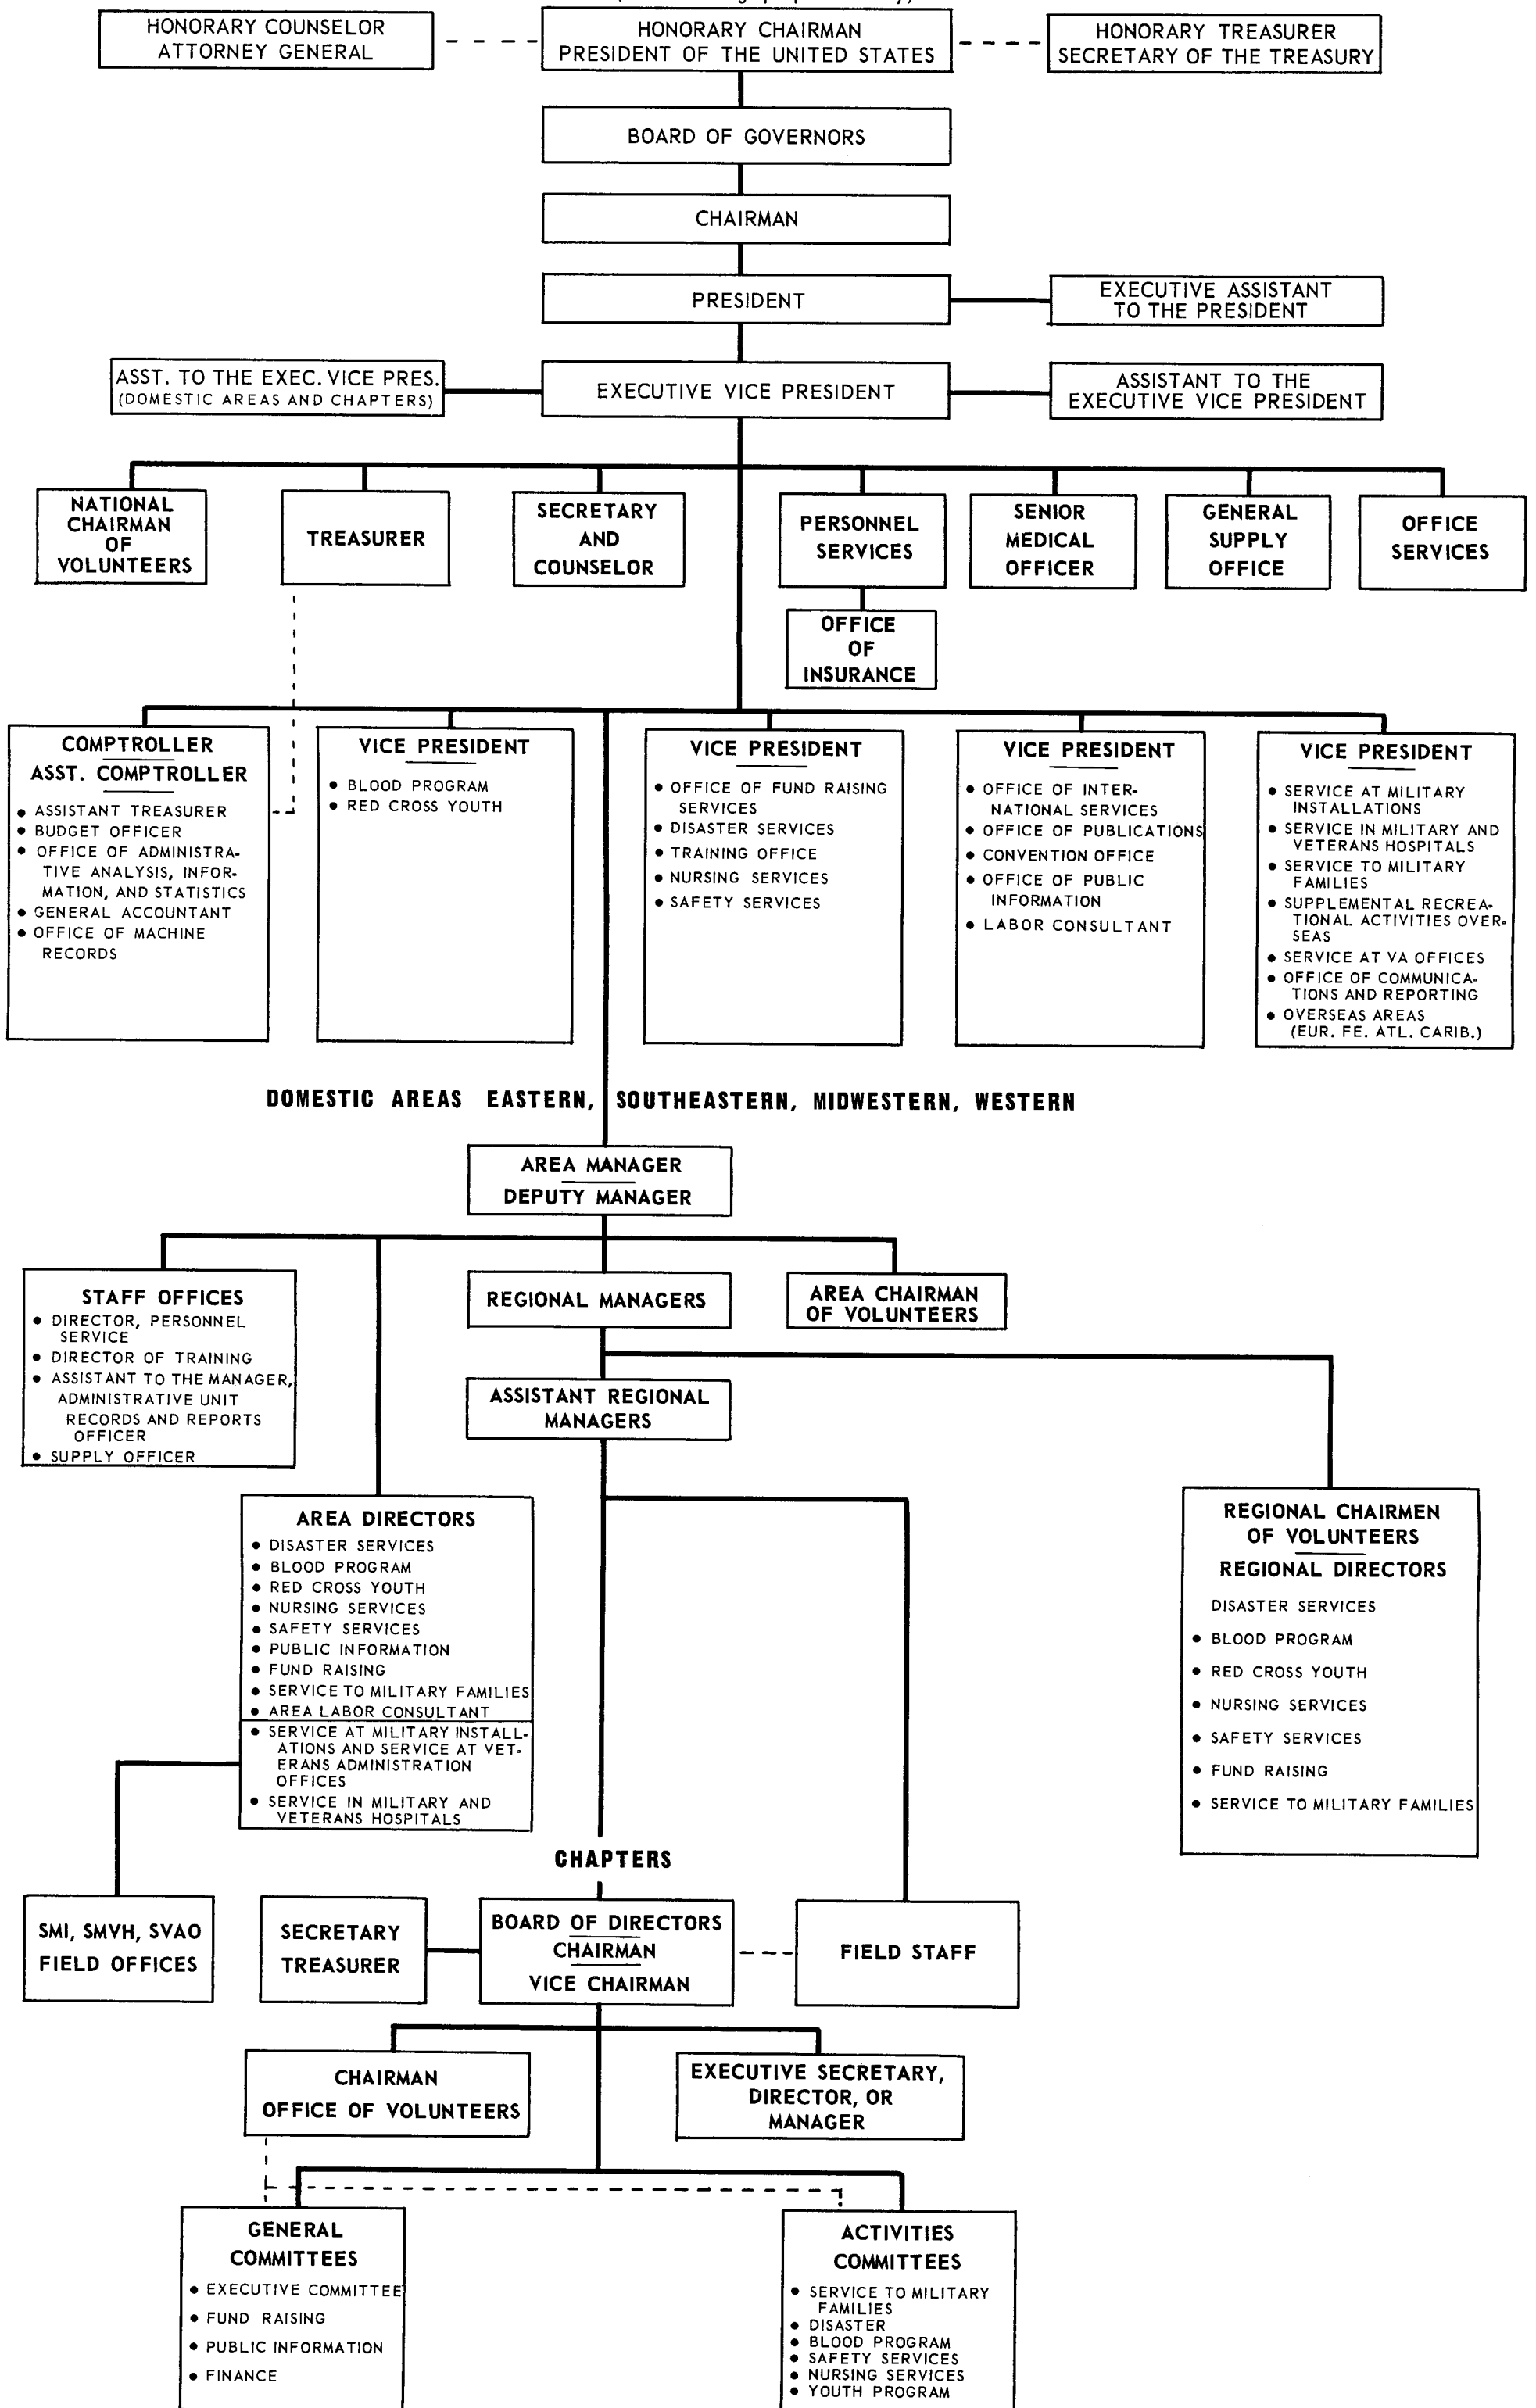 HONORARY COUNSELOR
ATTORNEY GENERAL
HONORARY CHAIRMAN
PRESIDENT OF THE UNITED STATES
HONORARY TREASURER
SECRETARY OF THE TREASURY
BOARD OF GOVERNORS
CHAIRMAN
PRESIDENT
EXECUTIVE ASSISTANT
TO THE PRESIDENT
ASST. TO THE EXEC. VICE PRES.
(DOMESTIC AREAS AND CHAPTERS)
EXECUTIVE VICE PRESIDENT
ASSISTANT TO THE
EXECUTIVE VICE PRESIDENT
NATIONAL
CHAIRMAN
OF
VOLUNTEERS
TREASURER
SECRETARY
AND
COUNSELOR
PERSONNEL
SERVICES
SENIOR
MEDICAL
OFFICER
GENERAL
SUPPLY
OFFICE
OFFICE
SERVICES
OFFICE
OF
INSURANCE
COMPTROLLER
ASST. COMPTROLLER
• ASSISTANT TREASURER
• BUDGET OFFICER
• OFFICE OF ADMINISTRA-
TIVE ANALYSIS, INFOR-
MATION, AND STATISTICS
• GENERAL ACCOUNTANT
• OFFICE OF MACHINE
RECORDS
VICE PRESIDENT
• BLOOD PROGRAM
• RED CROSS YOUTH
VICE PRESIDENT
• OFFICE OF FUND RAISING
SERVICES
• DISASTER SERVICES
• TRAINING OFFICE
• NURSING SERVICES
• SAFETY SERVICES
VICE PRESIDENT
• OFFICE OF INTER-
NATIONAL SERVICES
• OFFICE OF PUBLICATIONS
• CONVENTION OFFICE
• OFFICE OF PUBLIC
INFORMATION
• LABOR CONSULTANT
VICE PRESIDENT
• SERVICE AT MILITARY
INSTALLATIONS
• SERVICE IN MILITARY AND
VETERANS HOSPITALS
• SERVICE TO MILITARY
FAMILIES
• SUPPLEMENTAL RECREA-
TIONAL ACTIVITIES OVER-
SEAS
• SERVICE AT VA OFFICES
• OFFICE OF COMMUNICA-
TIONS AND REPORTING
• OVERSEAS AREAS
(EUR. FE. ATL. CARIB.)
DOMESTIC AREAS EASTERN, SOUTHEASTERN, MIDWESTERN, WESTERN
AREA MANAGER
DEPUTY MANAGER
STAFF OFFICES
• DIRECTOR, PERSONNEL
SERVICE
• DIRECTOR OF TRAINING
• ASSISTANT TO THE MANAGER,
ADMINISTRATIVE UNIT
RECORDS AND REPORTS
OFFICER
• SUPPLY OFFICER
REGIONAL MANAGERS
AREA CHAIRMAN
OF VOLUNTEERS
ASSISTANT REGIONAL
MANAGERS
AREA DIRECTORS
• DISASTER SERVICES
• BLOOD PROGRAM
• RED CROSS YOUTH
• NURSING SERVICES
• SAFETY SERVICES
• PUBLIC INFORMATION
• FUND RAISING
• SERVICE TO MILITARY FAMILIES
• AREA LABOR CONSULTANT
• SERVICE AT MILITARY INSTALL-
ATIONS AND SERVICE AT VET-
ERANS ADMINISTRATION
OFFICES
• SERVICE IN MILITARY AND
VETERANS HOSPITALS
REGIONAL CHAIRMEN
OF VOLUNTEERS
REGIONAL DIRECTORS
DISASTER SERVICES
• BLOOD PROGRAM
• RED CROSS YOUTH
• NURSING SERVICES
• SAFETY SERVICES
• FUND RAISING
• SERVICE TO MILITARY FAMILIES
CHAPTERS
SMI, SMVH, SVAO
FIELD OFFICES
SECRETARY
TREASURER
BOARD OF DIRECTORS
CHAIRMAN
VICE CHAIRMAN
FIELD STAFF
CHAIRMAN
OFFICE OF VOLUNTEERS
EXECUTIVE SECRETARY,
DIRECTOR, OR
MANAGER
GENERAL
COMMITTEES
• EXECUTIVE COMMITTEE
• FUND RAISING
• PUBLIC INFORMATION
• FINANCE
ACTIVITIES
COMMITTEES
• SERVICE TO MILITARY
FAMILIES
• DISASTER
• BLOOD PROGRAM
• SAFETY SERVICES
• NURSING SERVICES
• YOUTH PROGRAM